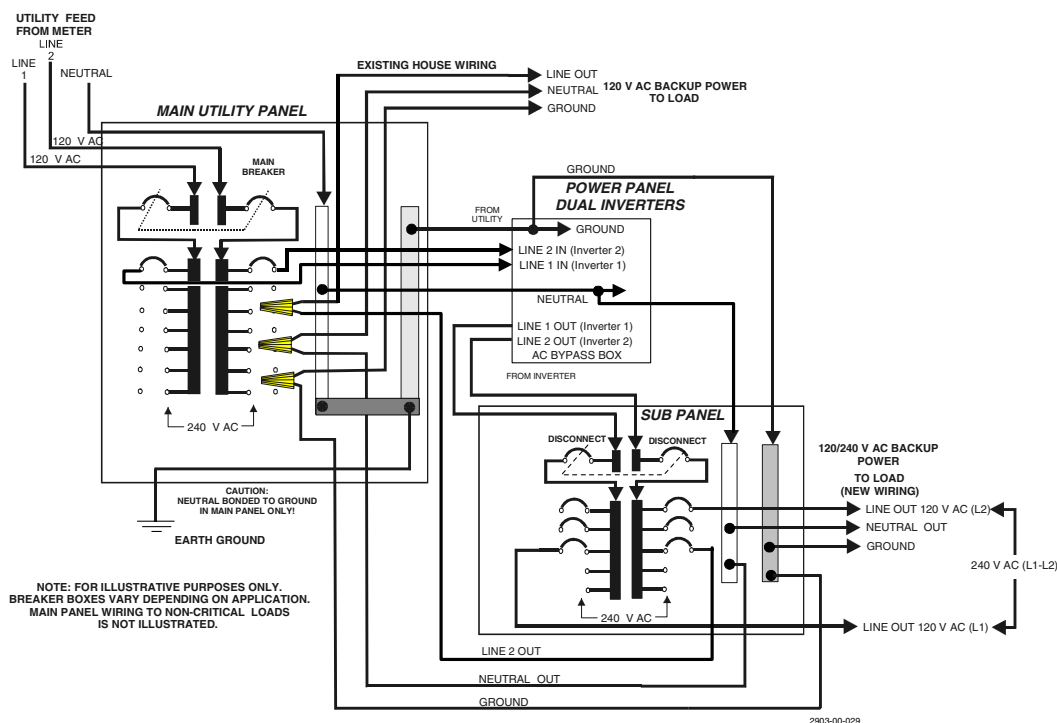 UTILITY FEED
FROM METER
LINE
2
LINE
1
NEUTRAL
EXISTING HOUSE WIRING
LINE OUT
NEUTRAL
GROUND
120 V AC BACKUP POWER
TO LOAD
MAIN UTILITY PANEL
120 V AC
120 V AC
MAIN
BREAKER
GROUND
POWER PANEL
DUAL INVERTERS
FROM
UTILITY
GROUND
LINE 2 IN (Inverter 2)
LINE 1 IN (Inverter 1)
NEUTRAL
LINE 1 OUT (Inverter 1)
LINE 2 OUT (Inverter 2)
AC BYPASS BOX
FROM INVERTER
240 V AC
SUB PANEL
DISCONNECT
DISCONNECT
120/240 V AC BACKUP
POWER
TO LOAD
(NEW WIRING)
LINE OUT 120 V AC (L2)
NEUTRAL OUT
GROUND
240 V AC (L1-L2)
LINE OUT 120 V AC (L1)
240 V AC
CAUTION:
NEUTRAL BONDED TO GROUND
IN MAIN PANEL ONLY!
EARTH GROUND
NOTE: FOR ILLUSTRATIVE PURPOSES ONLY.
BREAKER BOXES VARY DEPENDING ON APPLICATION.
MAIN PANEL WIRING TO NON-CRITICAL LOADS
IS NOT ILLUSTRATED.
LINE 2 OUT
NEUTRAL OUT
GROUND
2903-00-029